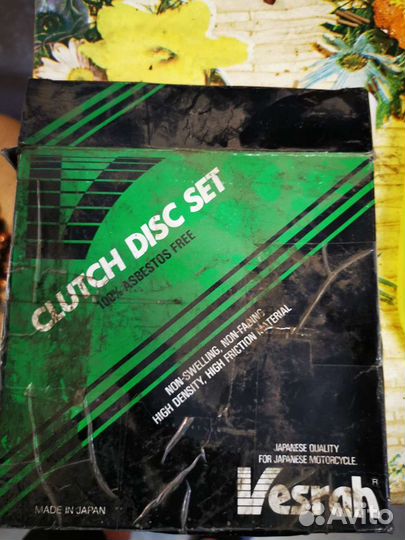 CLUTCH DISC SET
100% ASBESTOS FREE
NON-SWELLING, NON-FADING
HIGH DENSITY, HIGH FRICTION MATERIAL
JAPANESE QUALITY
FOR JAPANESE MOTORCYCLE.
Vesrah®
MADE IN JAPAN
Avito